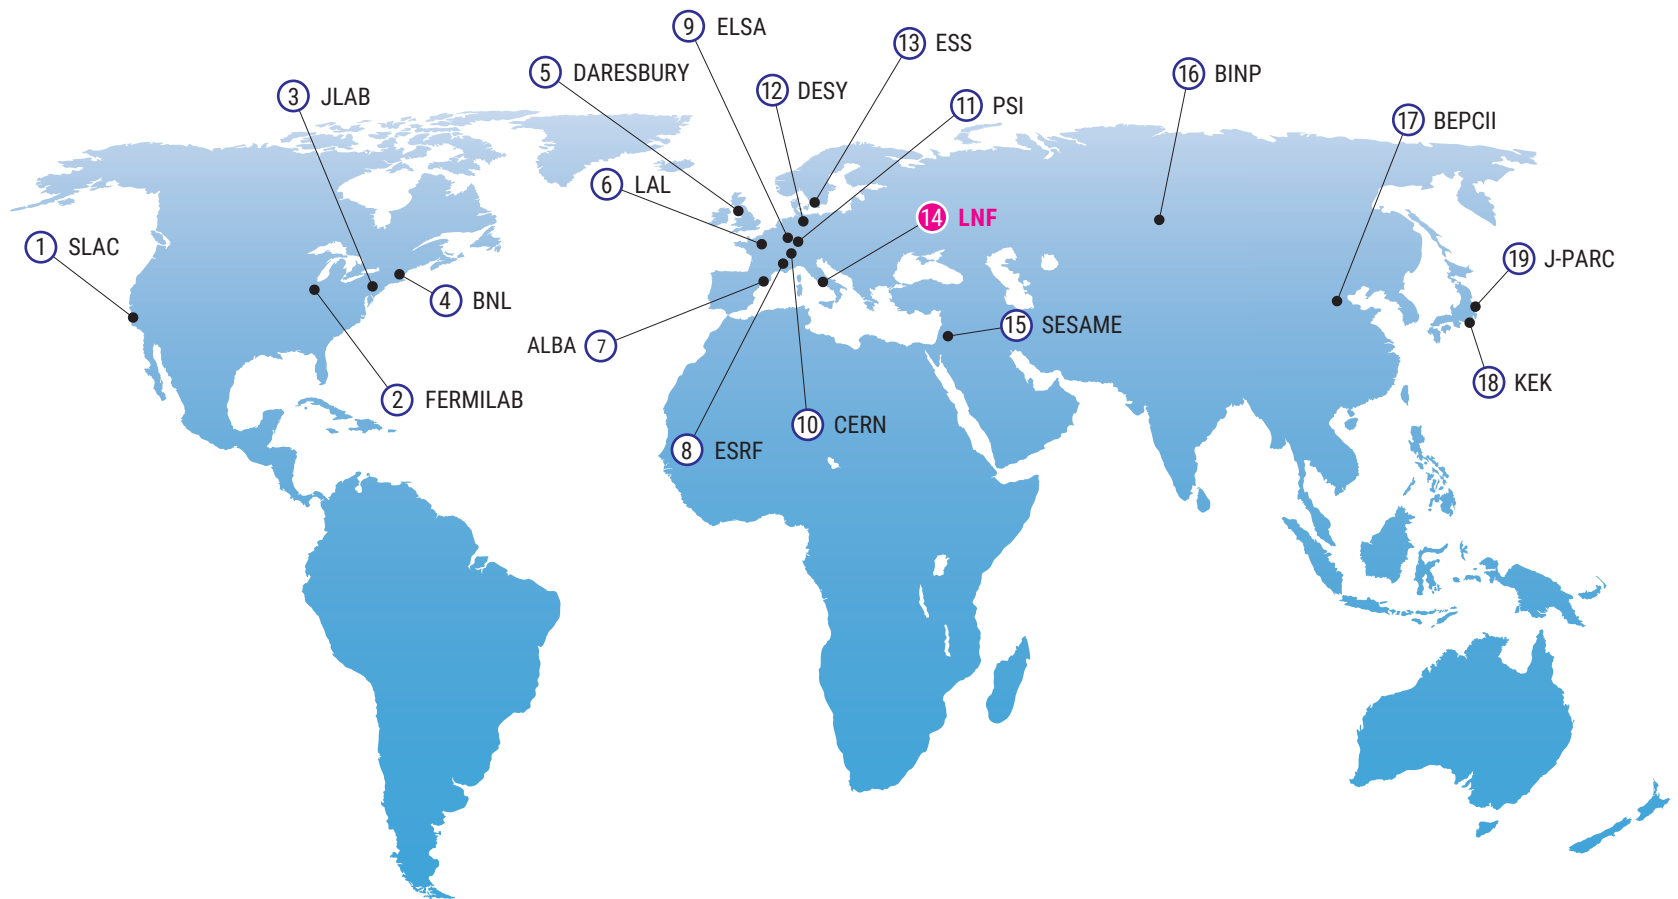 1 SLAC
2 FERMILAB
3 JLAB
4 BNL
5 DARESBURY
6 LAL
ALBA 7
8 ESRF
9 ELSA
10 CERN
11 PSI
12 DESY
13 ESS
14 LNF
15 SESAME
16 BINP
17 BEPCII
18 KEK
19 J-PARC